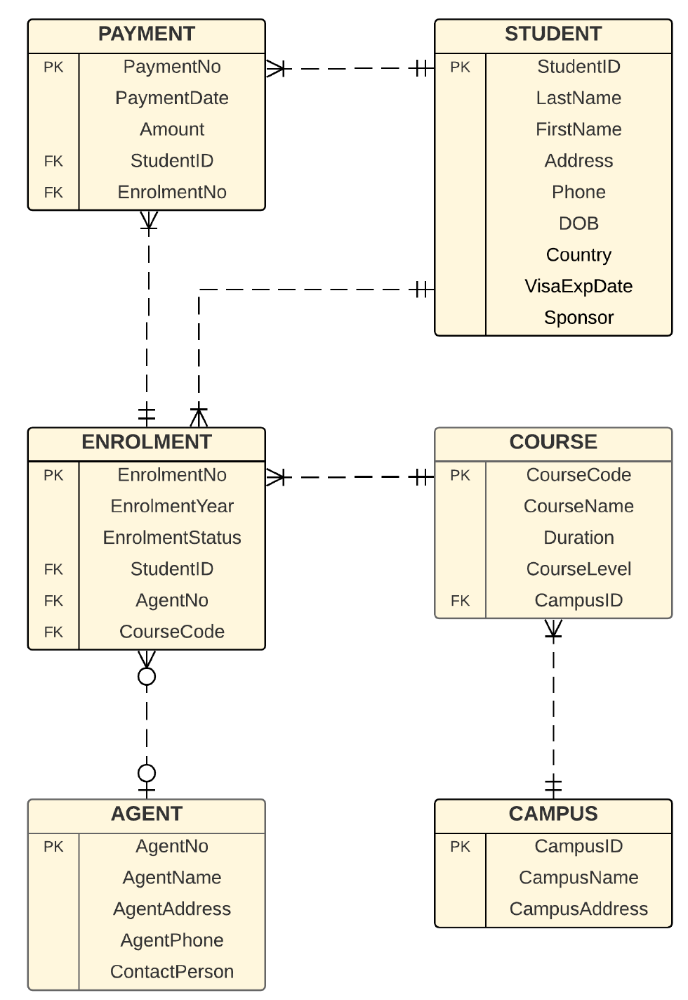 PAYMENT
PK PaymentNo
PaymentDate
Amount
FK StudentID
FK EnrolmentNo
STUDENT
PK StudentID
LastName
FirstName
Address
Phone
DOB
Country
VisaExpDate
Sponsor
ENROLMENT
PK EnrolmentNo
EnrolmentYear
EnrolmentStatus
FK StudentID
FK AgentNo
FK CourseCode
COURSE
PK CourseCode
CourseName
Duration
CourseLevel
FK CampusID
AGENT
PK AgentNo
AgentName
AgentAddress
AgentPhone
ContactPerson
CAMPUS
PK CampusID
CampusName
CampusAddress